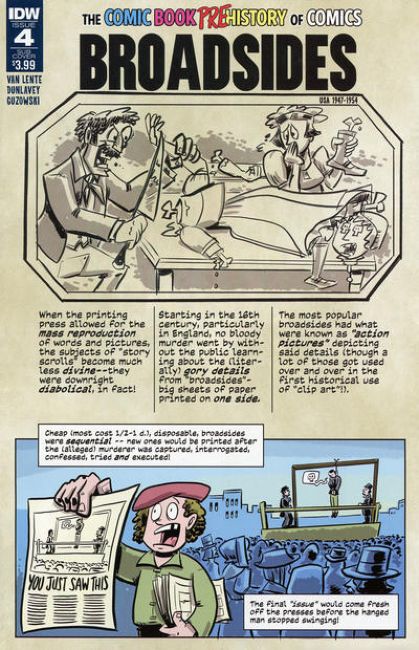 IDW
ISSUE
4
SUB COVER
$3.99
VAN LENTE
DUNLAVEY
GUZOWSKI
THE COMIC BOOK PREHISTORY OF COMICS
BROADSIDES
USA 1947-1954
When the printing
press allowed for the
mass reproduction
of words and pictures,
the subjects of "story
scrolls" become much
less divine--they
were downright
diabolical, in fact!
Starting in the 16th
century, particularly
in England, no bloody
murder went by with-
out the public learn-
ing about the (liter-
ally) gory details
from "broadsides"-
big sheets of paper
printed on one side.
The most popular
broadsides had what
were known as "action
pictures" depicting
said details (though a
lot of those got used
over and over in the
first historical use
of "clip art"!).
Cheap (most cost 1/2-1 d.), disposable, broadsides
were sequential -- new ones would be printed after
the (alleged) murderer was captured, interrogated,
confessed, tried and executed!
YOU JUST SAW THIS
The final "issue" would come fresh
off the presses before the hanged
man stopped swinging!